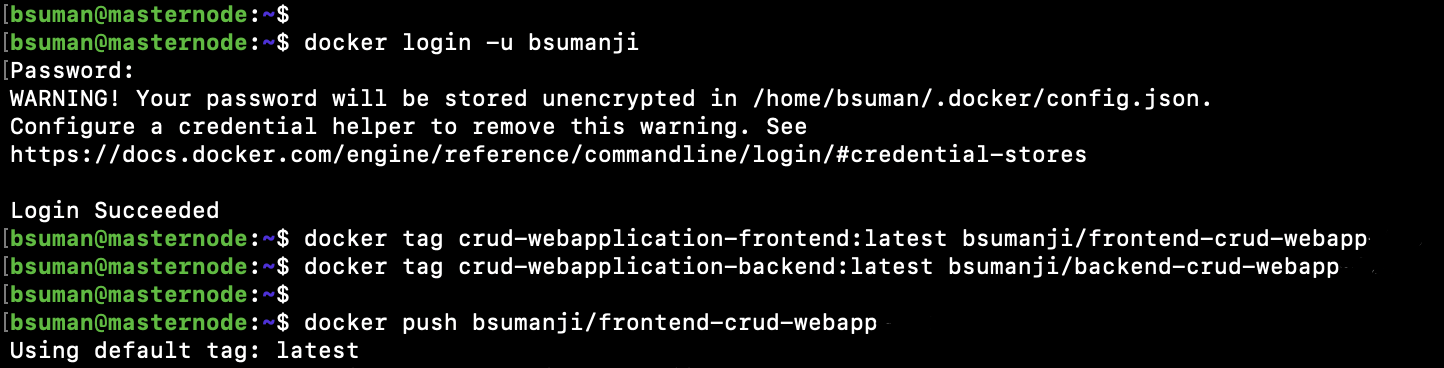 [bsuman@masternode:~$
[bsuman@masternode:~$ docker login -u bsumanji
[Password:
WARNING! Your password will be stored unencrypted in /home/bsuman/.docker/config.json.
Configure a credential helper to remove this warning. See
https://docs.docker.com/engine/reference/commandline/login/#credential-stores
Login Succeeded
[bsuman@masternode:~$ docker tag crud-webapplication-frontend:latest bsumanji/frontend-crud-webapp
[bsuman@masternode:~$ docker tag crud-webapplication-backend:latest bsumanji/backend-crud-webapp
[bsuman@masternode:~$
[bsuman@masternode:~$ docker push bsumanji/frontend-crud-webapp
Using default tag: latest